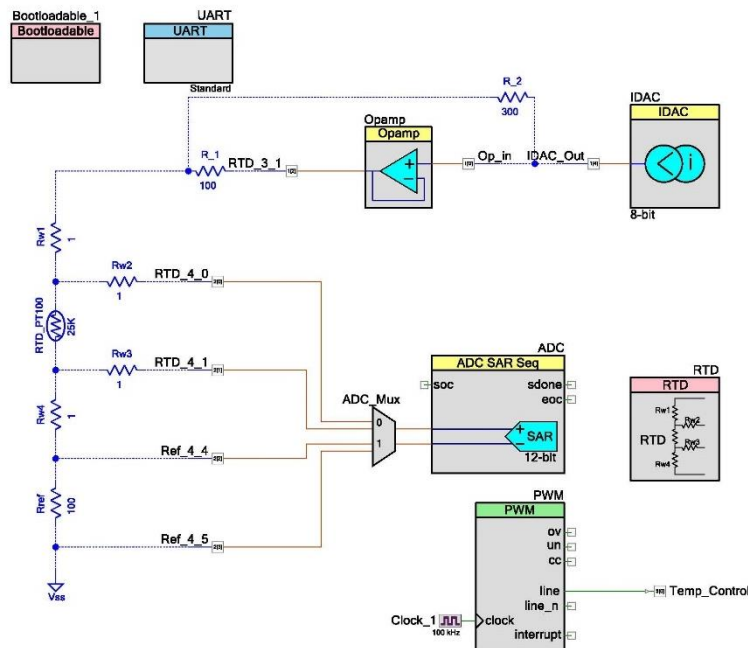 Bootloadable_1
Bootloadable
UART
UART
Standard
R_2
300
Opamp
Opamp
Op_in
IDAC_Out
IDAC
IDAC
i
8-bit
R_1
100
RTD_3_1
Rw1
1
Rw2
1
RTD_4_0
RTD_PT100
25K
Rw3
1
RTD_4_1
Rw4
1
Ref_4_4
Rref
100
Ref_4_5
Vss
ADC_Mux
0
1
ADC
ADC SAR Seq
soc
sdone
eoc
SAR
12-bit
RTD
RTD
Rw1
Rw2
RTD
Rw3
Rw4
PWM
PWM
ov
un
cc
line
line_n
interrupt
clock
Clock_1
100 kHz
Temp_Control